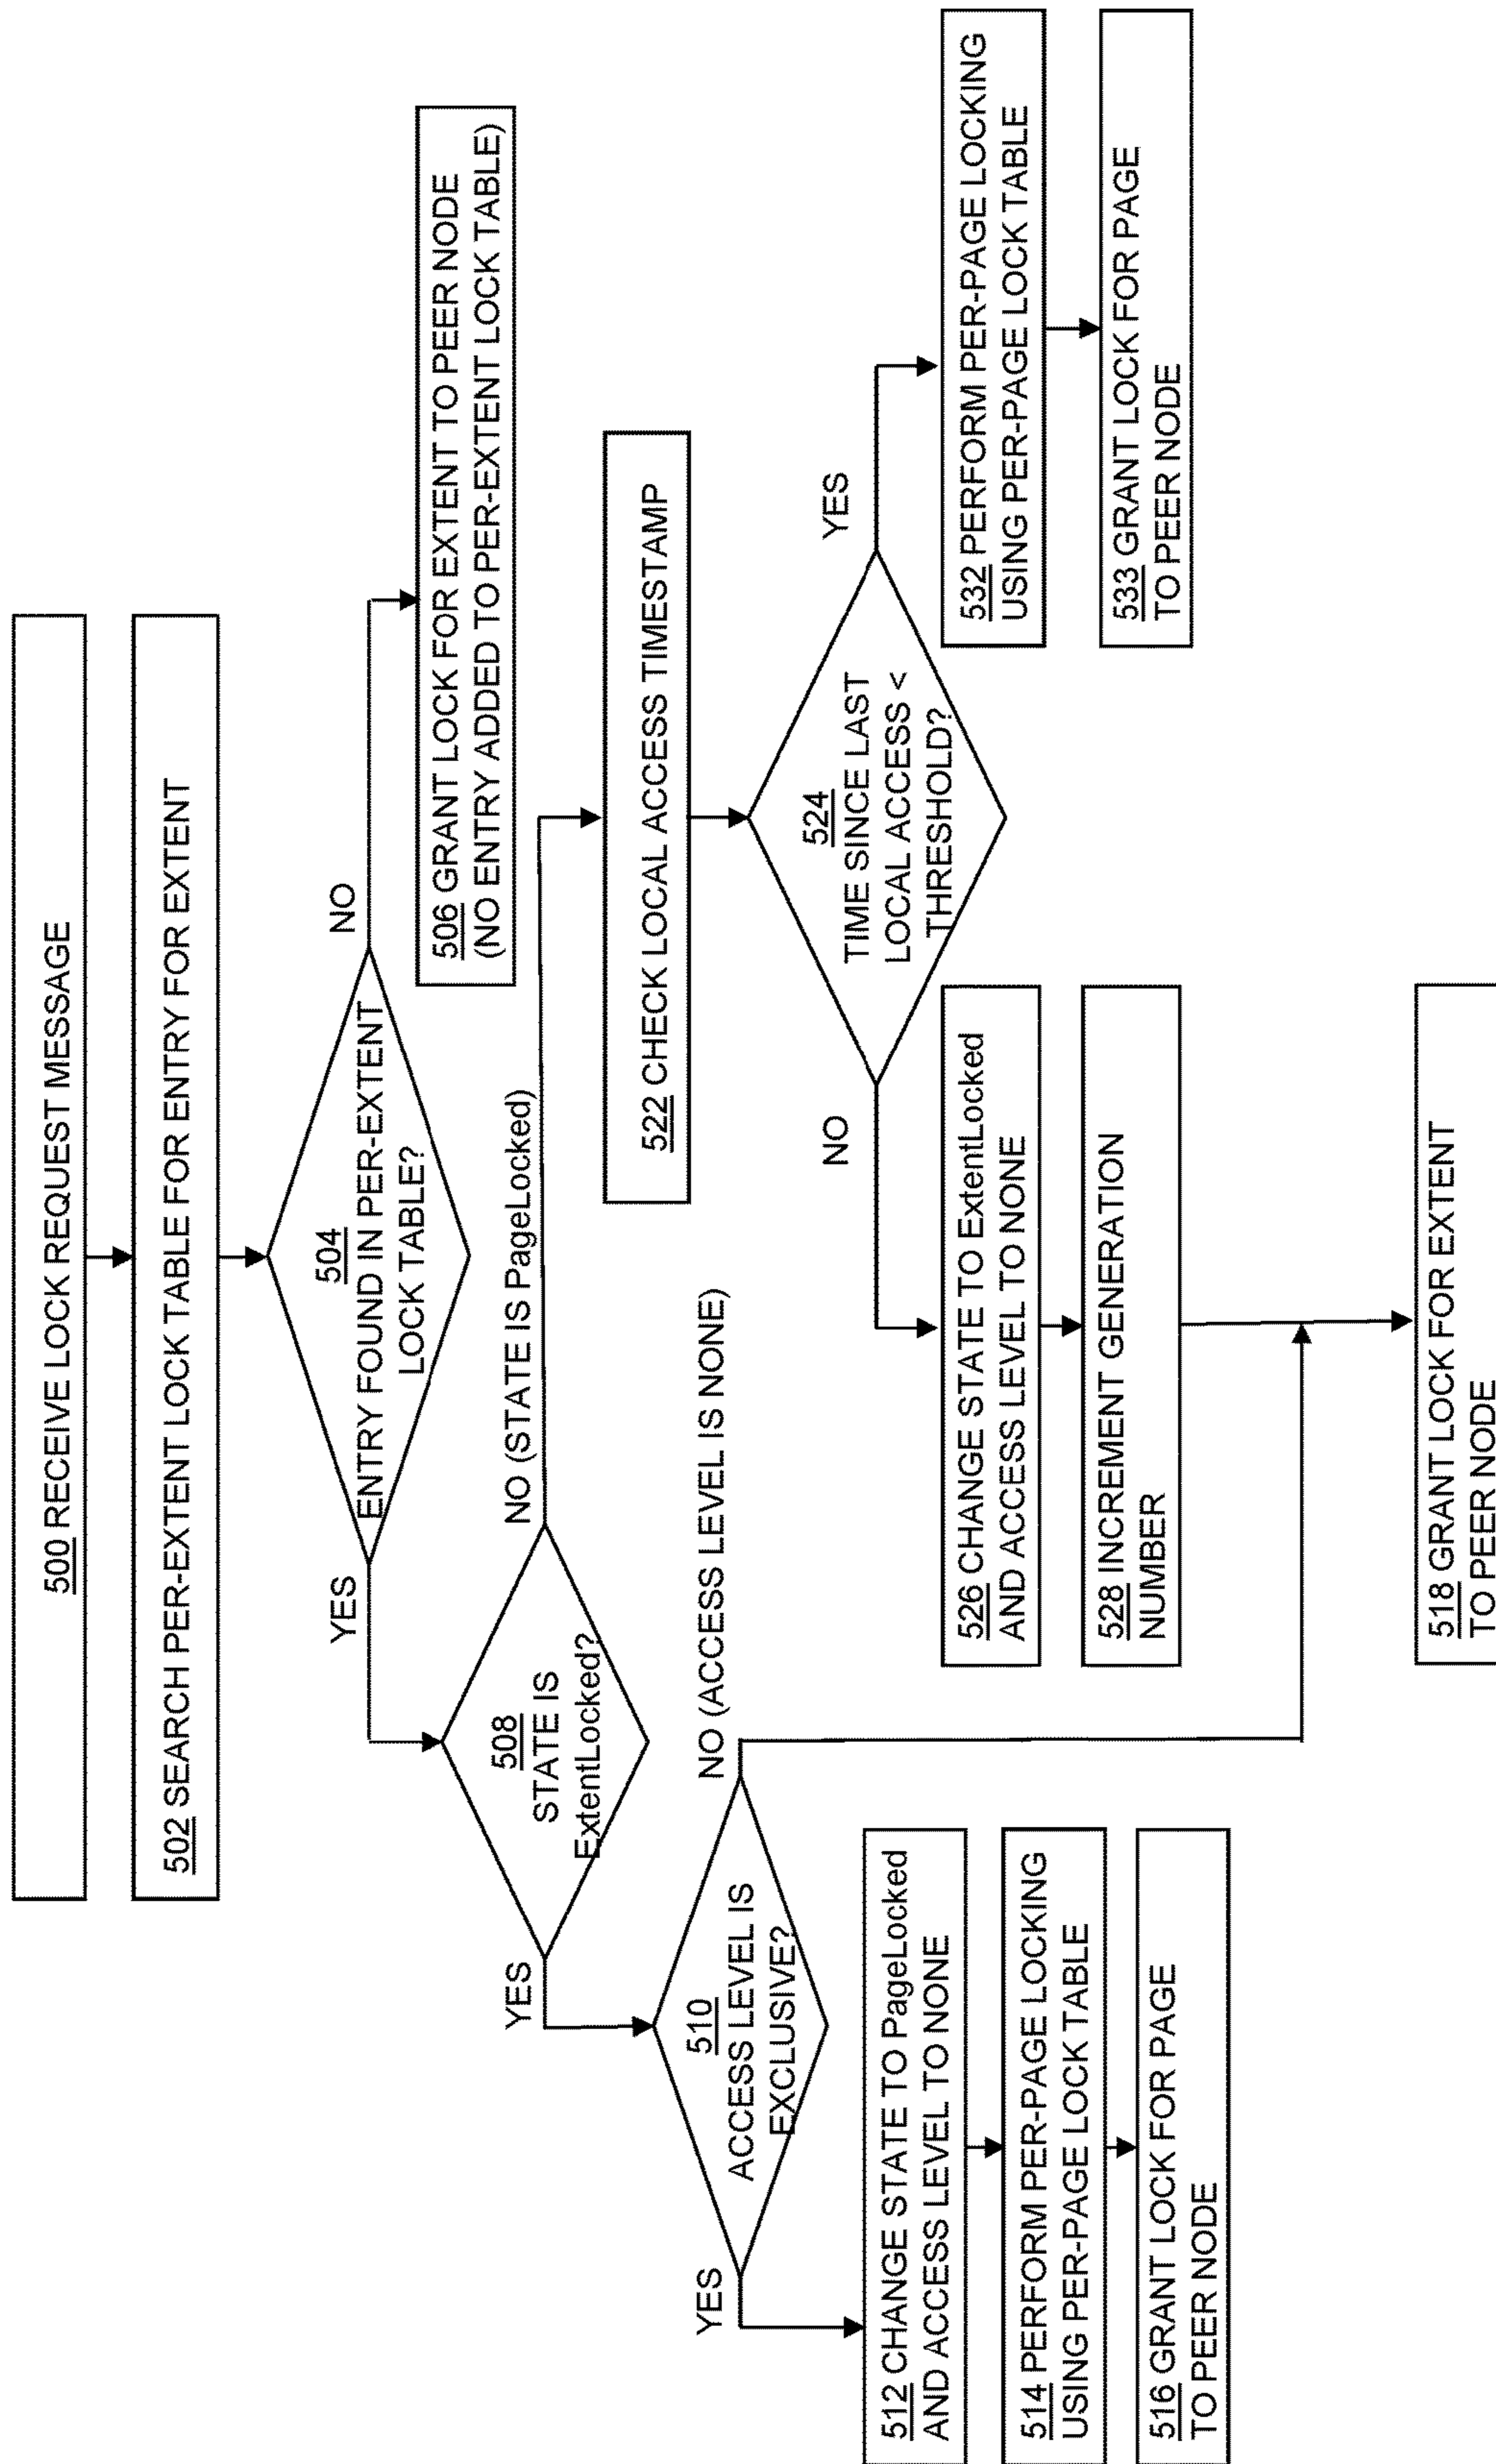 500 RECEIVE LOCK REQUEST MESSAGE
502 SEARCH PER-EXTENT LOCK TABLE FOR ENTRY FOR EXTENT
504
ENTRY FOUND IN PER-EXTENT
LOCK TABLE?
YES
NO
506 GRANT LOCK FOR EXTENT TO PEER NODE
(NO ENTRY ADDED TO PER-EXTENT LOCK TABLE)
508
STATE IS
ExtentLocked?
YES
NO (STATE IS PageLocked)
510
ACCESS LEVEL IS
EXCLUSIVE?
YES
NO (ACCESS LEVEL IS NONE)
512 CHANGE STATE TO PageLocked
AND ACCESS LEVEL TO NONE
514 PERFORM PER-PAGE LOCKING
USING PER-PAGE LOCK TABLE
516 GRANT LOCK FOR PAGE
TO PEER NODE
522 CHECK LOCAL ACCESS TIMESTAMP
524
TIME SINCE LAST
LOCAL ACCESS <
THRESHOLD?
NO
YES
526 CHANGE STATE TO ExtentLocked
AND ACCESS LEVEL TO NONE
528 INCREMENT GENERATION
NUMBER
518 GRANT LOCK FOR EXTENT
TO PEER NODE
532 PERFORM PER-PAGE LOCKING
USING PER-PAGE LOCK TABLE
533 GRANT LOCK FOR PAGE
TO PEER NODE